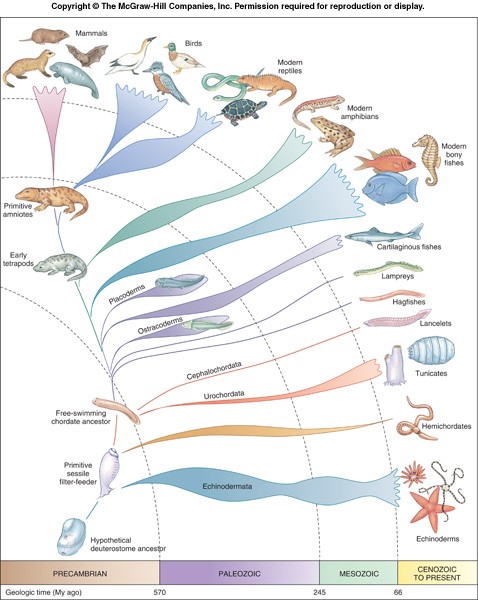 Copyright © The McGraw-Hill Companies, Inc. Permission required for reproduction or display.
Mammals
Birds
Modern
reptiles
Modern
amphibians
Modern
bony
fishes
Primitive
amniotes
Early
tetrapods
Cartilaginous fishes
Placoderms
Lampreys
Ostracoderms
Hagfishes
Lancelets
Cephalochordata
Tunicates
Urochordata
Free-swimming
chordate ancestor
Hemichordates
Primitive
sessile
filter-feeder
Echinodermata
Echinoderms
Hypothetical
deuterostome ancestor
PRECAMBRIAN
PALEOZOIC
MESOZOIC
CENOZOIC
TO PRESENT
Geologic time (My ago)
570
245
66